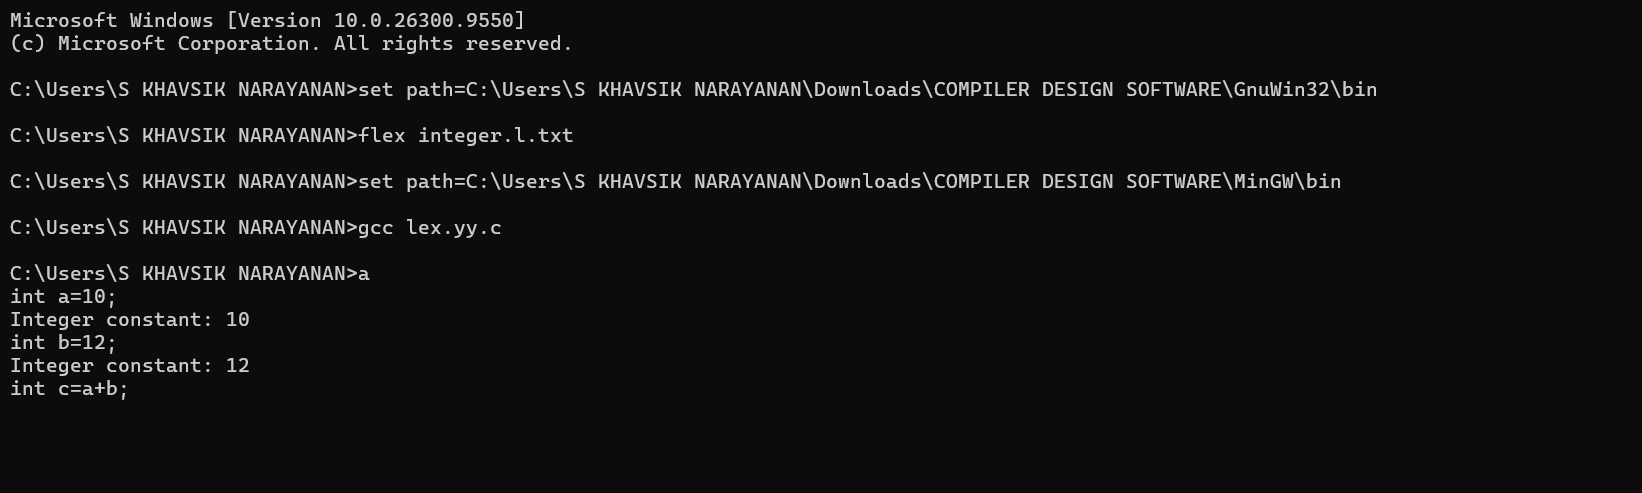 Microsoft Windows [Version 10.0.26300.9550]
(c) Microsoft Corporation. All rights reserved.
C:\Users\S KHAVSIK NARAYANAN>set path=C:\Users\S KHAVSIK NARAYANAN\Downloads\COMPILER DESIGN SOFTWARE\GnuWin32\bin
C:\Users\S KHAVSIK NARAYANAN>flex integer.l.txt
C:\Users\S KHAVSIK NARAYANAN>set path=C:\Users\S KHAVSIK NARAYANAN\Downloads\COMPILER DESIGN SOFTWARE\MinGW\bin
C:\Users\S KHAVSIK NARAYANAN>gcc lex.yy.c
C:\Users\S KHAVSIK NARAYANAN>a
int a=10;
Integer constant: 10
int b=12;
Integer constant: 12
int c=a+b;